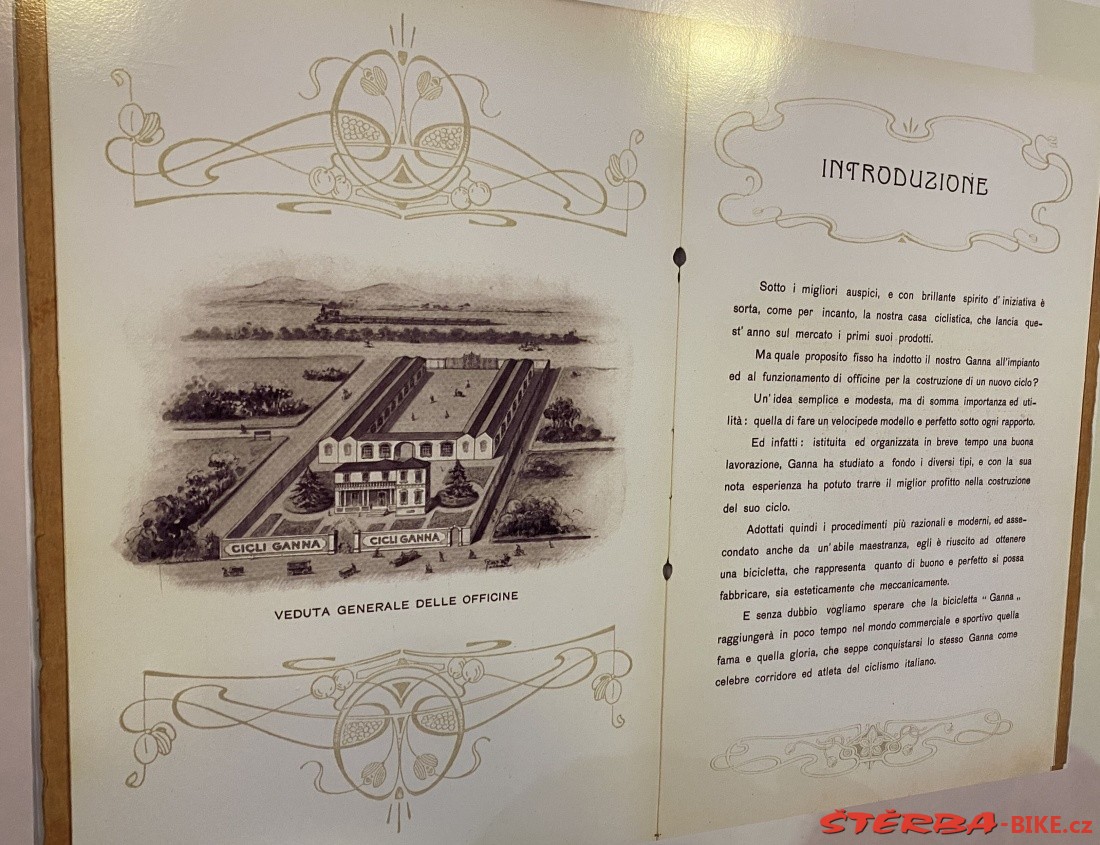 CICLI GANNA
CICLI GANNA
VEDUTA GENERALE DELLE OFFICINE
INTRODUZIONE
Sotto i migliori auspici, e con brillante spirito d'iniziativa è
sorta, come per incanto, la nostra casa ciclistica, che lancia que-
st' anno sul mercato i primi suoi prodotti.
Ma quale proposito fisso ha indotto il nostro Ganna all'impianto
ed al funzionamento di officine per la costruzione di un nuovo ciclo?
Un' idea semplice e modesta, ma di somma importanza ed uti-
lità: quella di fare un velocipede modello e perfetto sotto ogni rapporto.
Ed infatti: istituita ed organizzata in breve tempo una buona
lavorazione, Ganna ha studiato a fondo i diversi tipi, e con la sua
nota esperienza ha potuto trarre il miglior profitto nella costruzione
del suo ciclo.
Adottati quindi i procedimenti più razionali e moderni, ed asse-
condato anche da un'abile maestranza, egli è riuscito ad ottenere
una bicicletta, che rappresenta quanto di buono e perfetto si possa
fabbricare, sia esteticamente che meccanicamente.
E senza dubbio vogliamo sperare che la bicicletta “ Ganna „
raggiungerà in poco tempo nel mondo commerciale e sportivo quella
fama e quella gloria, che seppe conquistarsi lo stesso Ganna come
celebre corridore ed atleta del ciclismo italiano.
ŠTĚRBA-BIKE.cz